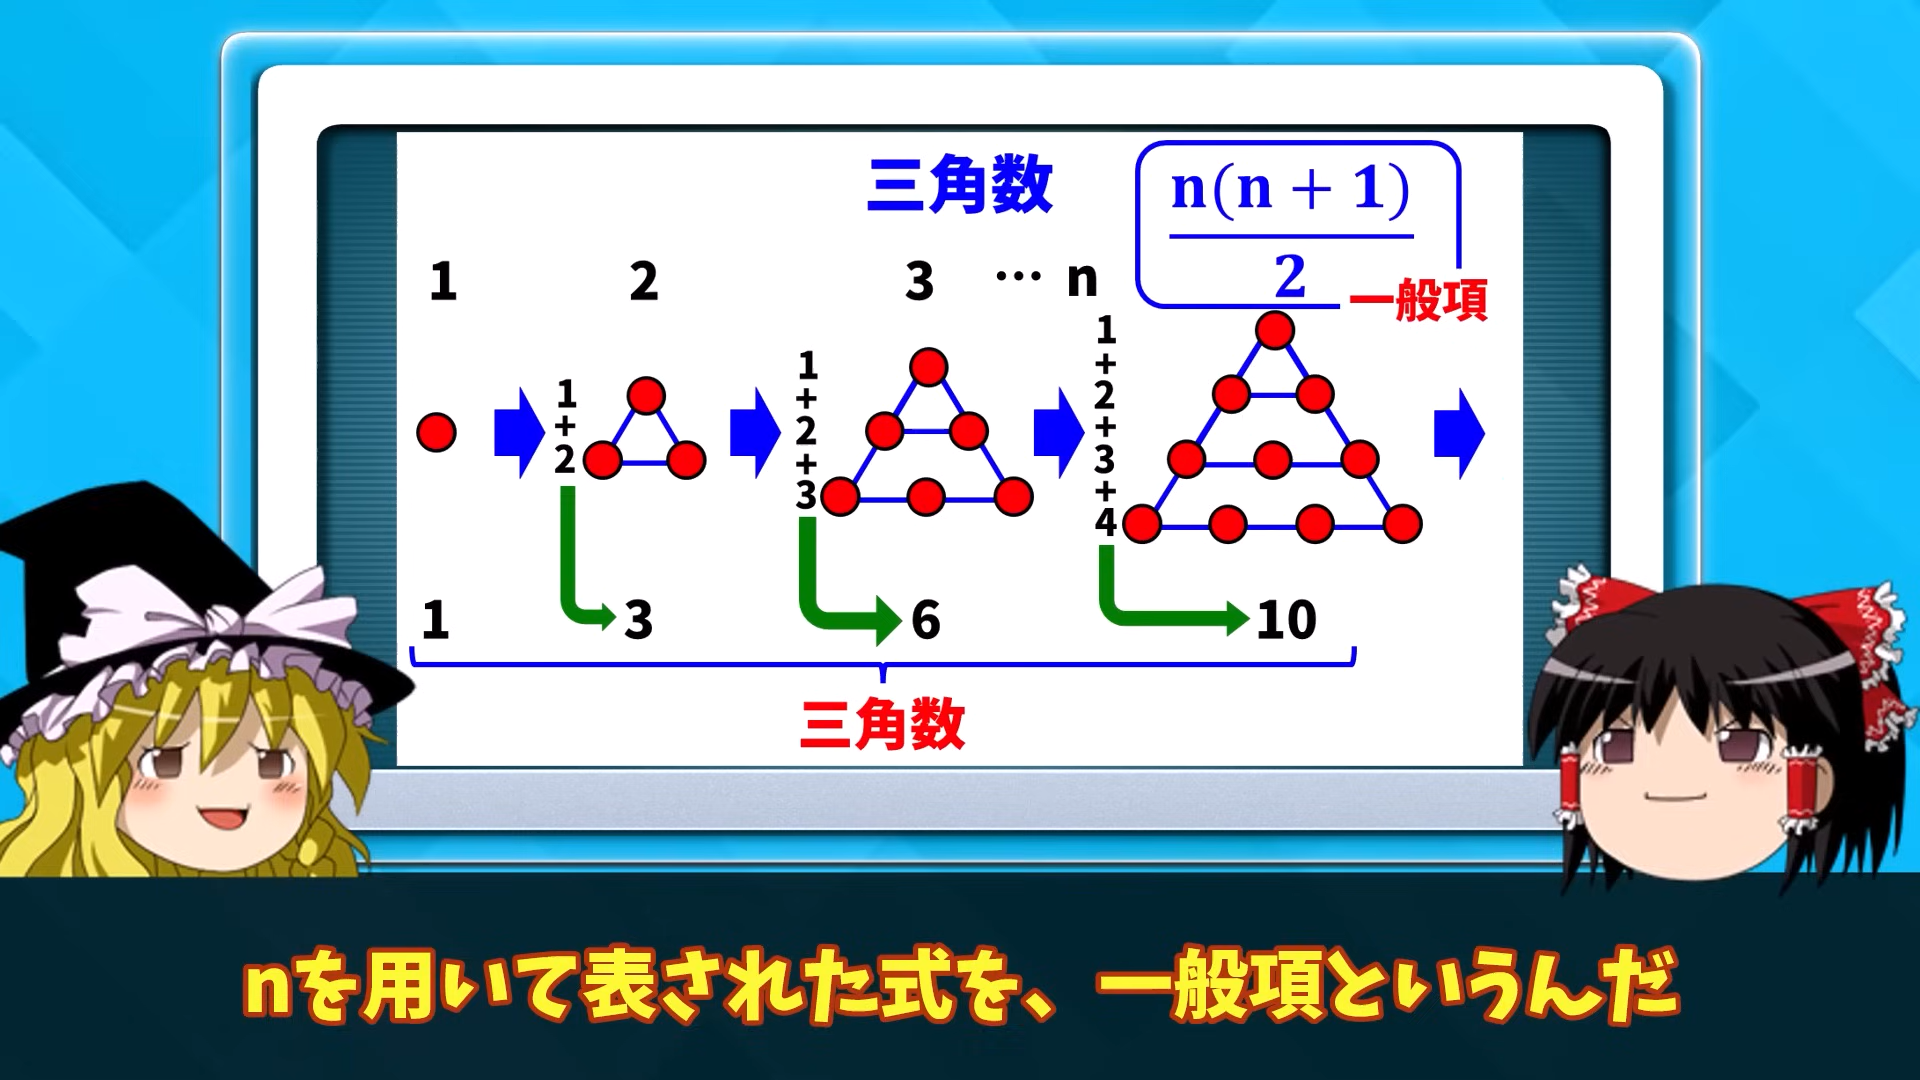 三角数
n(n + 1)
2
一般項
1 2 3 … n
1
+
2
1
+
2
+
3
1
+
2
+
3
+
4
1 3 6 10
三角数
nを用いて表された式を、一般項というんだ